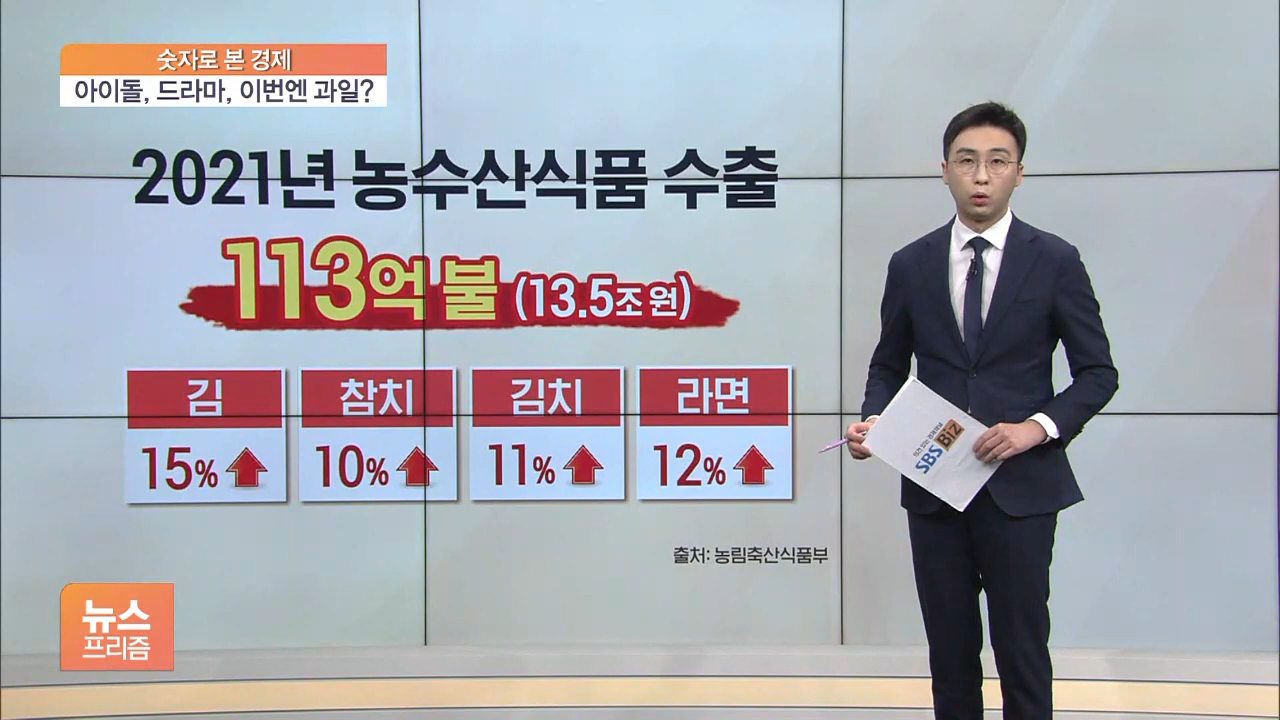 숫자로 본 경제
아이돌, 드라마, 이번엔 과일?
2021년 농수산식품 수출
113억 불 (13.5조 원)
김
15%
참치
10%
김치
11%
라면
12%
출처: 농림축산식품부
SBS Biz
뉴스
프리즘